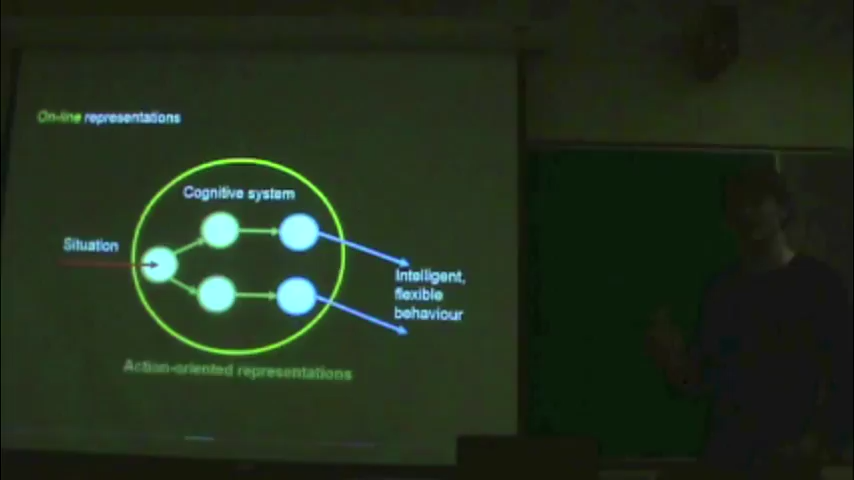 On-line representations
Cognitive system
Situation
Intelligent,
flexible
behaviour
Action-oriented representations